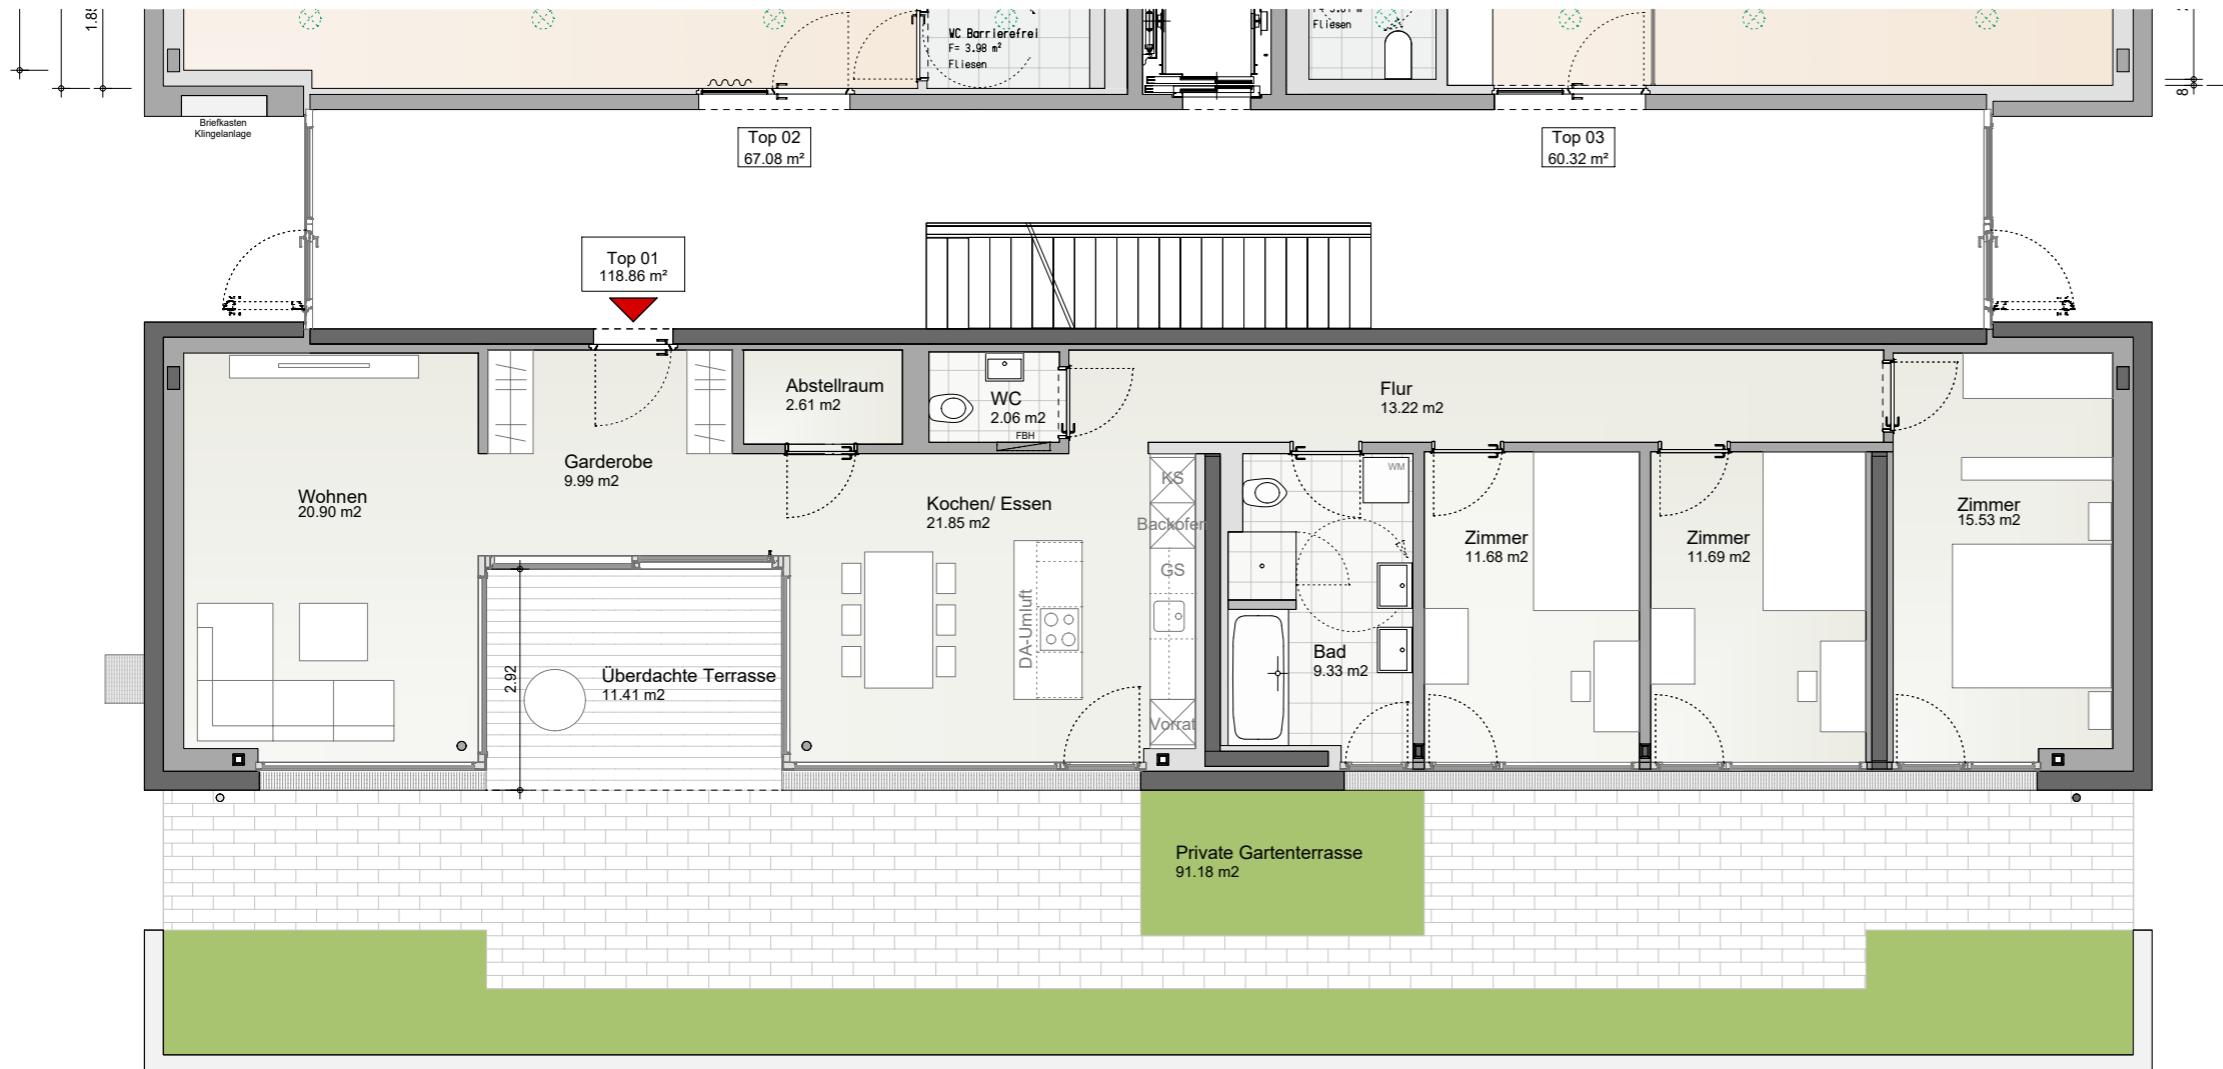 1.85
WC Barrierefrei
F= 3.98 m²
Fliesen
Fliesen
8
Briefkasten
Klingelanlage
Top 02
67.08 m²
Top 03
60.32 m²
Top 01
118.86 m²
Abstellraum
2.61 m2
WC
2.06 m2
FBH
Flur
13.22 m2
Garderobe
9.99 m2
Wohnen
20.90 m2
Kochen/ Essen
21.85 m2
KS
Backofen
GS
DA-Umluft
Vorrat
WM
Bad
9.33 m2
Zimmer
11.68 m2
Zimmer
11.69 m2
Zimmer
15.53 m2
2.92
Überdachte Terrasse
11.41 m2
Private Gartenterrasse
91.18 m2